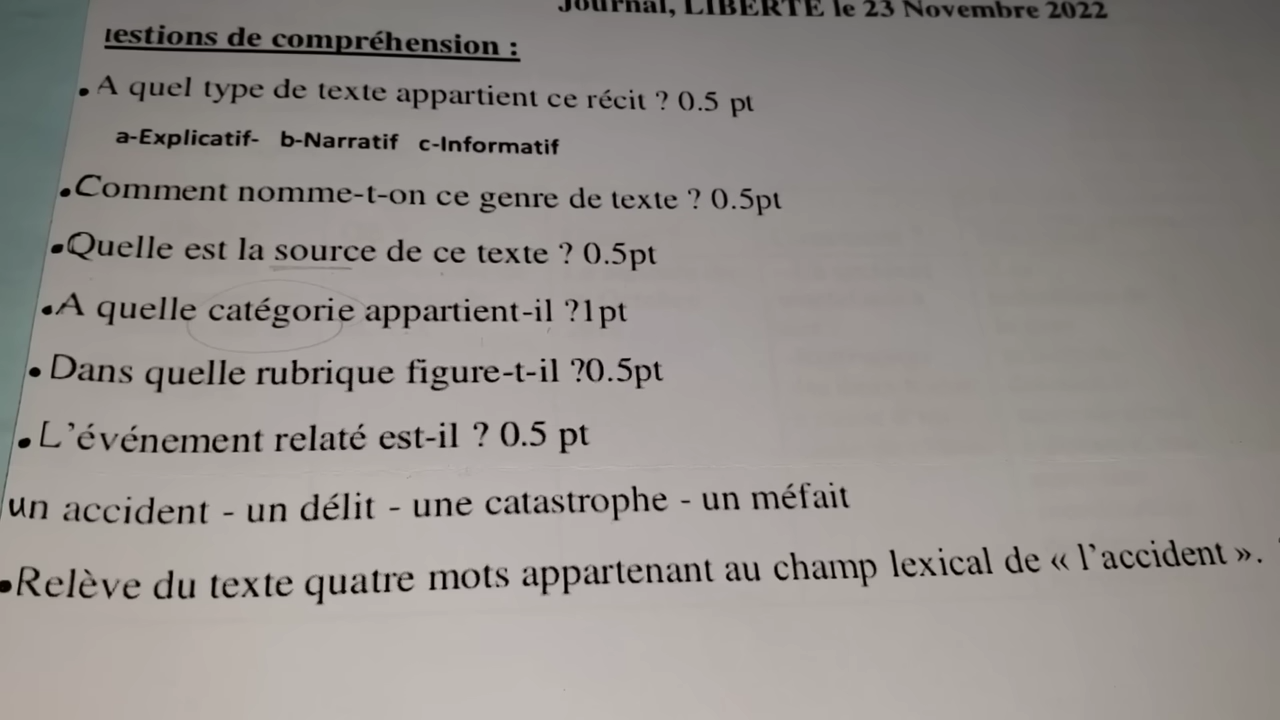 Journal, LIBERTE le 23 Novembre 2022
estions de compréhension :
• A quel type de texte appartient ce récit ? 0.5 pt
a-Explicatif- b-Narratif c-Informatif
•Comment nomme-t-on ce genre de texte ? 0.5pt
•Quelle est la source de ce texte ? 0.5pt
•A quelle catégorie appartient-il ?1pt
• Dans quelle rubrique figure-t-il ?0.5pt
•L'événement relaté est-il ? 0.5 pt
un accident - un délit - une catastrophe - un méfait
•Relève du texte quatre mots appartenant au champ lexical de « l'accident ».